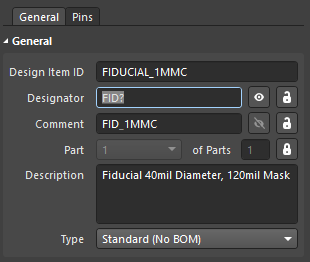 General Pins
General
Design Item ID FIDUCIAL_1MMC
Designator FID?
Comment FID_1MMC
Part 1 of Parts 1
Description Fiducial 40mil Diameter, 120mil Mask
Type Standard (No BOM)